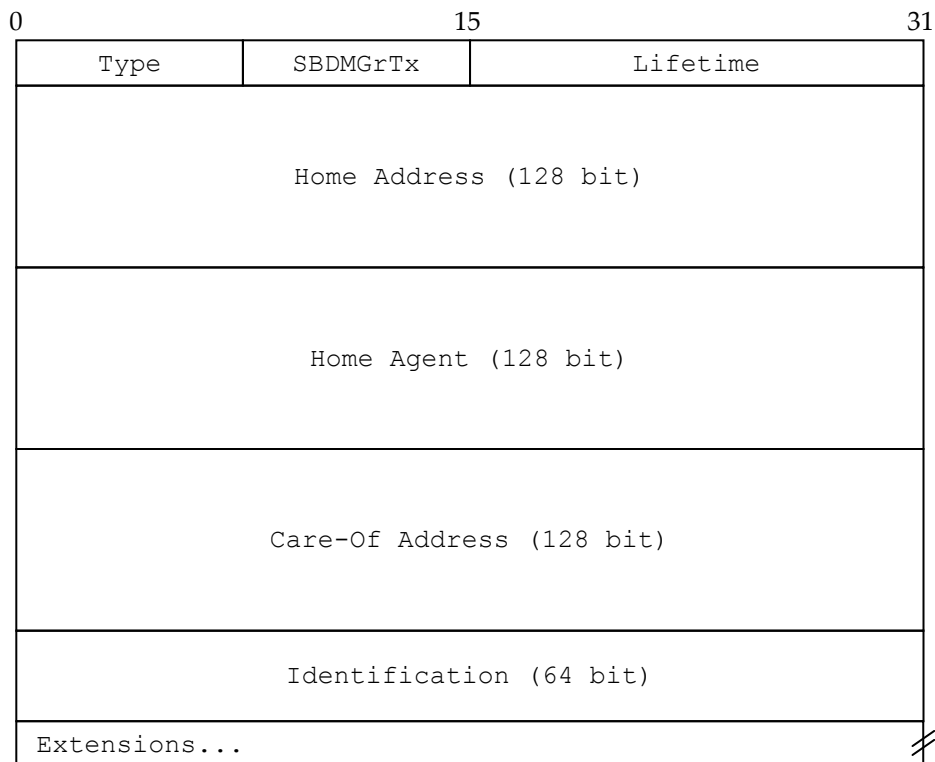 0 15 31
Type SBDMGrTx Lifetime
Home Address (128 bit)
Home Agent (128 bit)
Care-Of Address (128 bit)
Identification (64 bit)
Extensions...